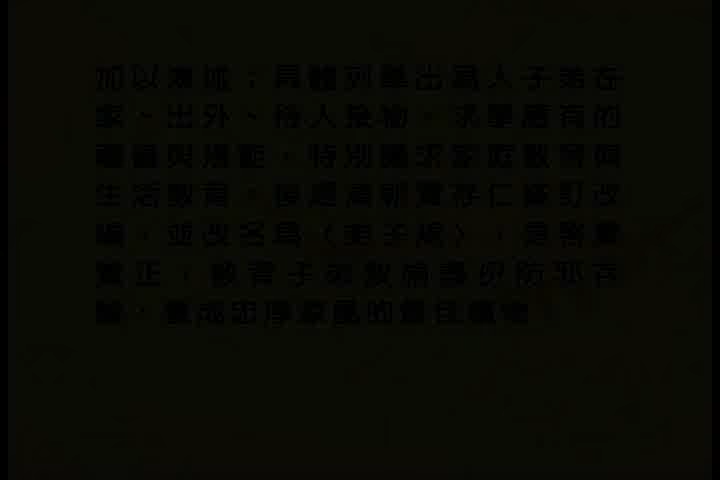 加以演述；具體列舉出為人子弟在
家、出外、待人接物、求學應有的
禮儀與規範，特別講求家庭教育與
生活教育。後經清朝賈存仁修訂改
編，並改名為〈弟子規〉，是啓蒙
養正，教育子弟敦倫盡份防邪存
誠，養成忠厚家風的最佳讀物。